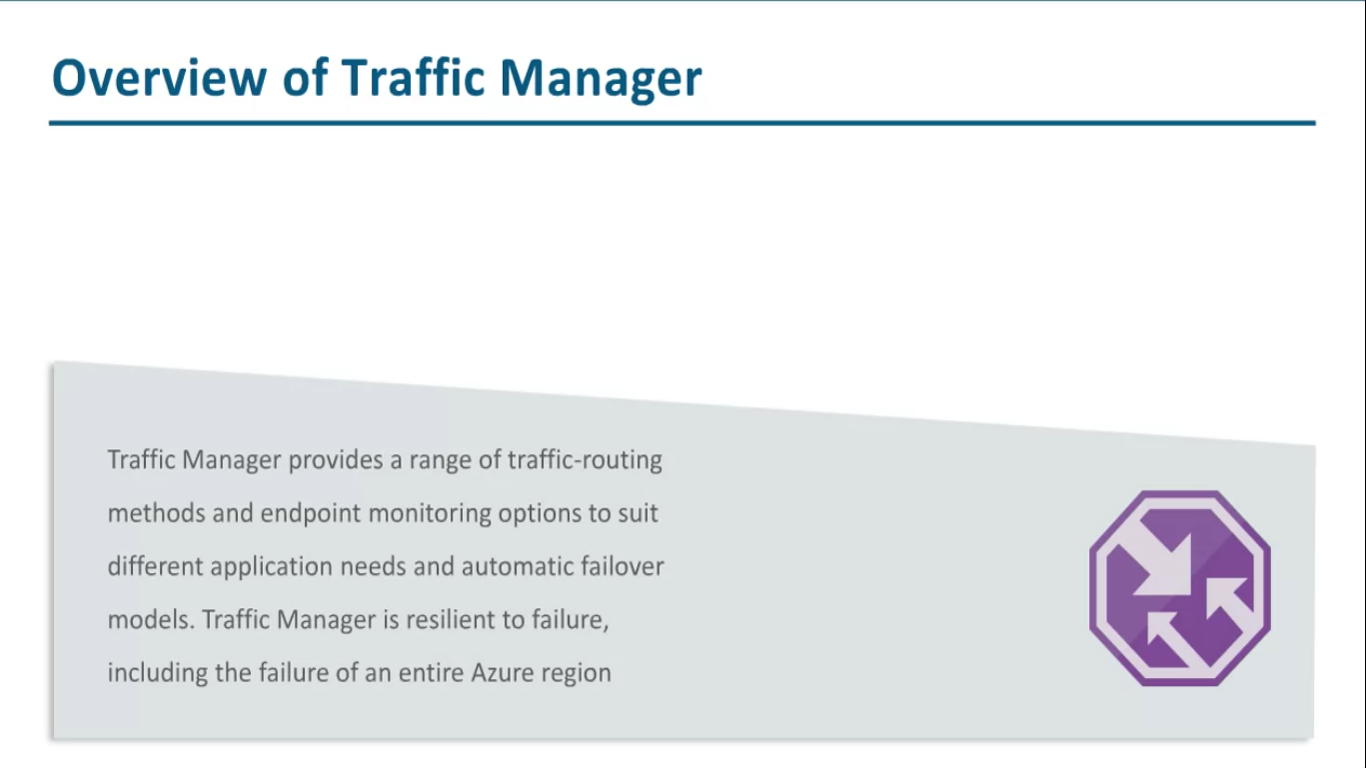 Overview of Traffic Manager
Traffic Manager provides a range of traffic-routing
methods and endpoint monitoring options to suit
different application needs and automatic failover
models. Traffic Manager is resilient to failure,
including the failure of an entire Azure region